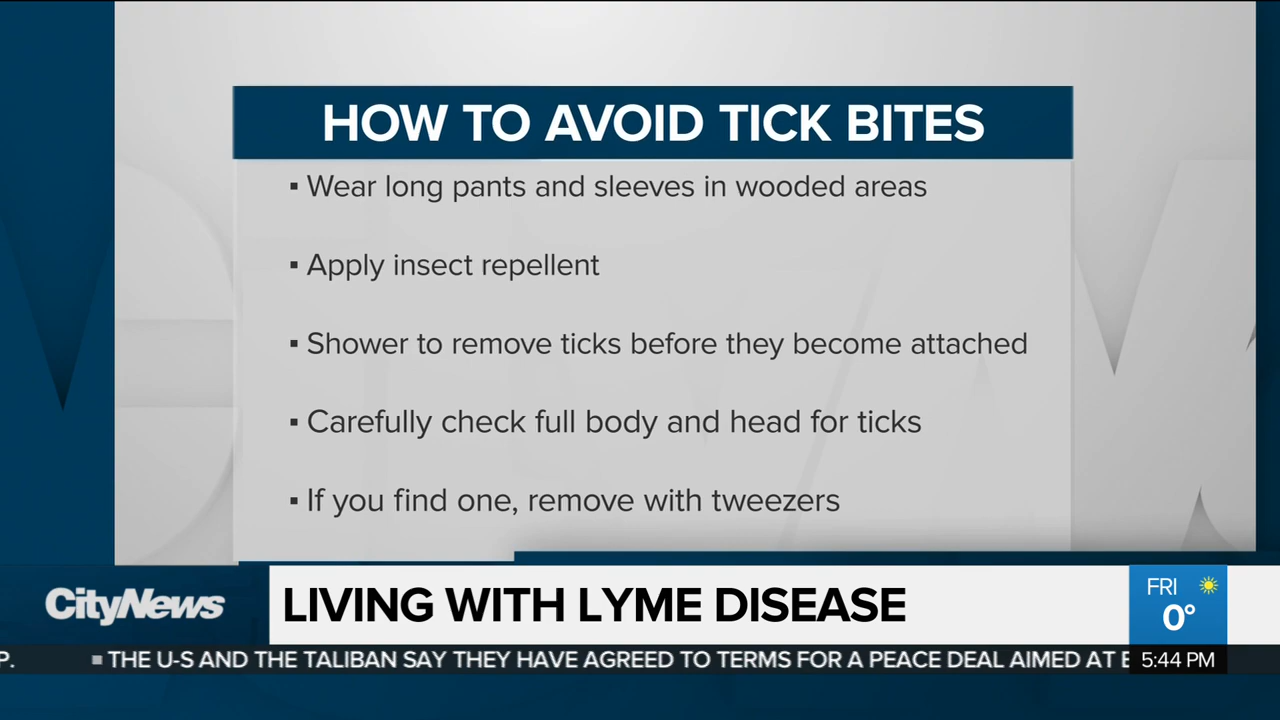 HOW TO AVOID TICK BITES
▪ Wear long pants and sleeves in wooded areas
▪ Apply insect repellent
▪ Shower to remove ticks before they become attached
▪ Carefully check full body and head for ticks
▪ If you find one, remove with tweezers
CityNews
LIVING WITH LYME DISEASE
FRI
0°
P. ▪ THE U-S AND THE TALIBAN SAY THEY HAVE AGREED TO TERMS FOR A PEACE DEAL AIMED AT
5:44 PM